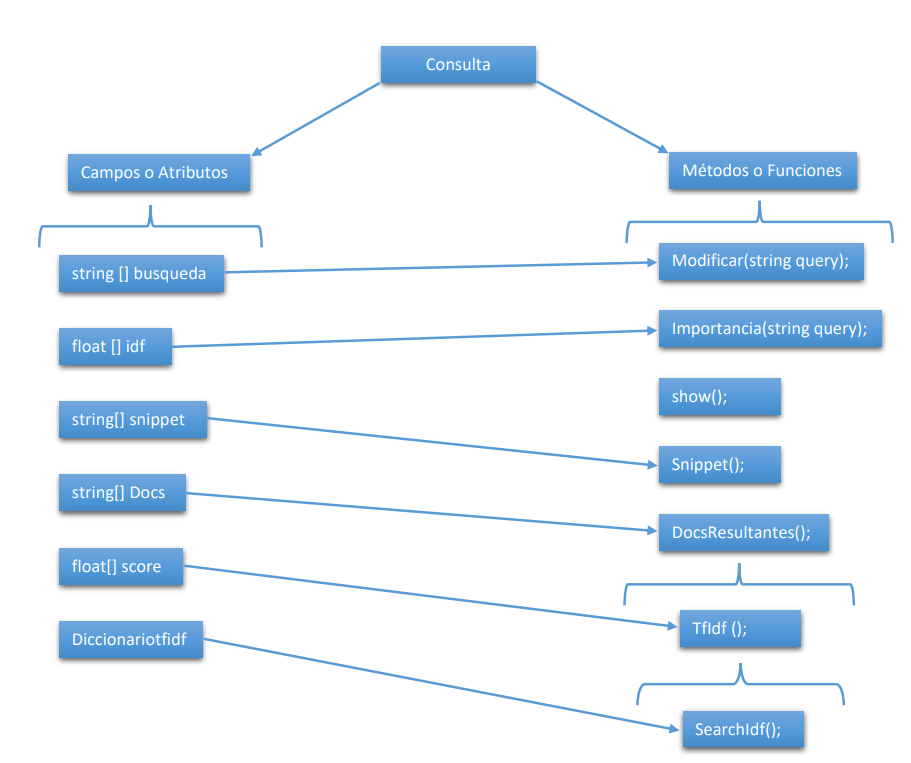 Consulta
Campos o Atributos
Métodos o Funciones
string [] busqueda
Modificar(string query);
float [] idf
Importancia(string query);
show();
string[] snippet
Snippet();
string[] Docs
DocsResultantes();
float[] score
TfIdf ();
Diccionariotfidf
SearchIdf();